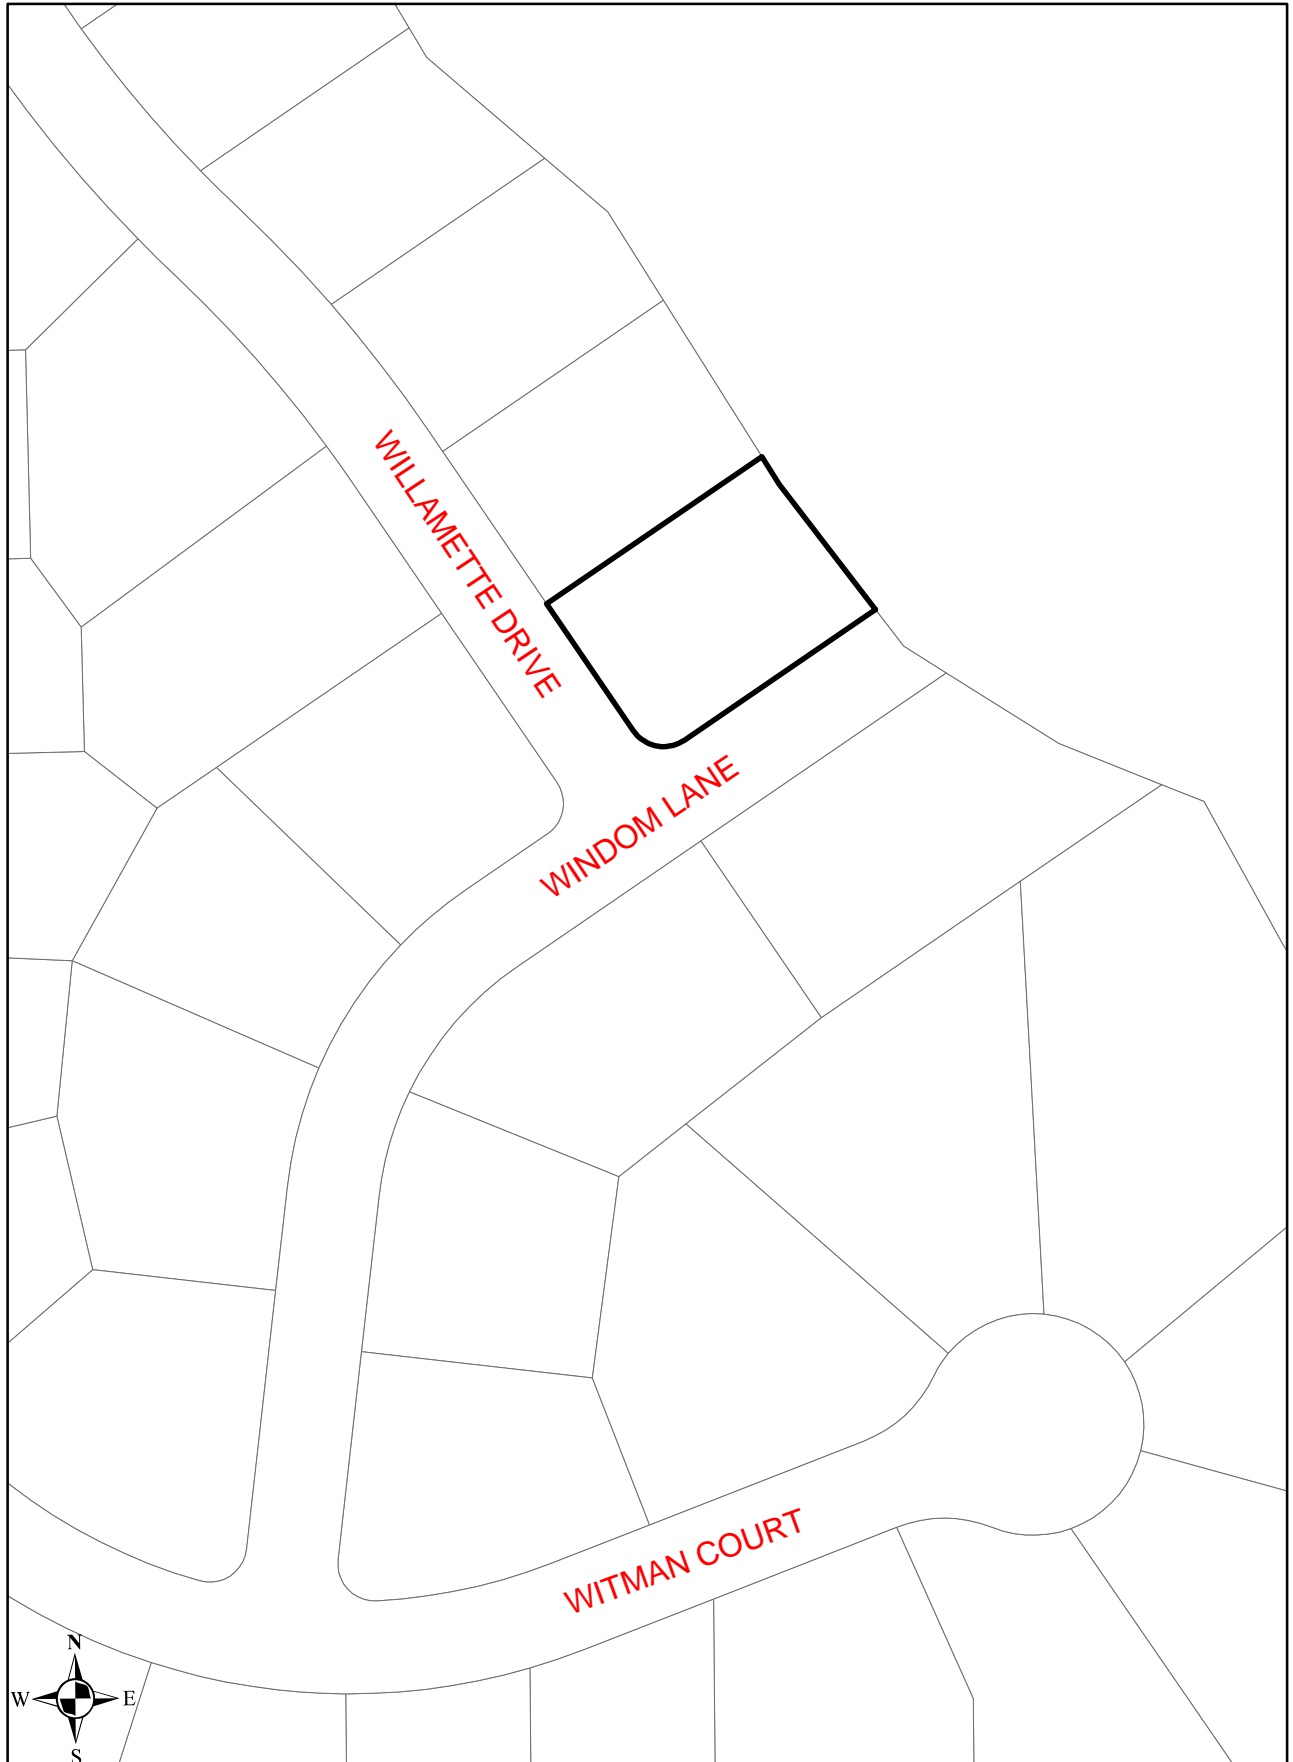 WILLAMETTE DRIVE
WINDOM LANE
WITMAN COURT
N
W E
S